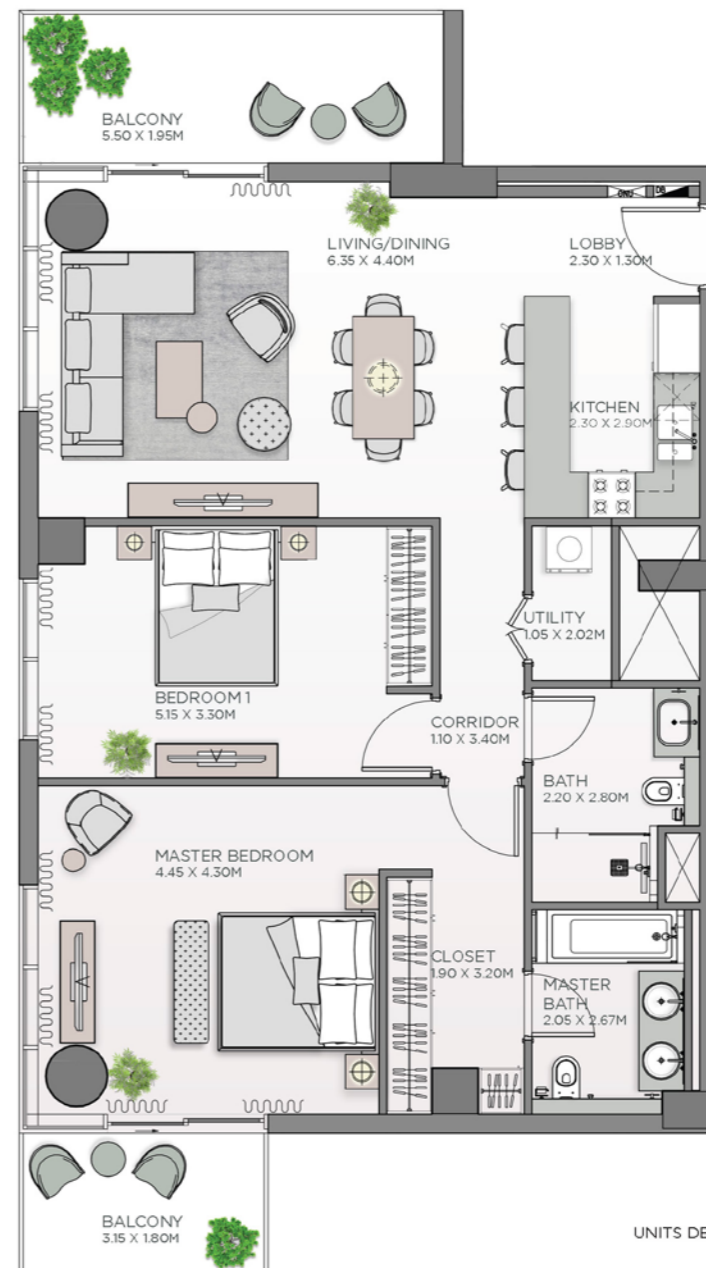 BALCONY
5.50 X 1.95M
LIVING/DINING
6.35 X 4.40M
LOBBY
2.30 X 1.30M
DB
KITCHEN
2.30 X 2.90M
UTILITY
1.05 X 2.02M
BEDROOM 1
5.15 X 3.30M
CORRIDOR
1.10 X 3.40M
BATH
2.20 X 2.80M
MASTER BEDROOM
4.45 X 4.30M
CLOSET
1.90 X 3.20M
MASTER
BATH
2.05 X 2.67M
BALCONY
3.15 X 1.80M
UNITS DE